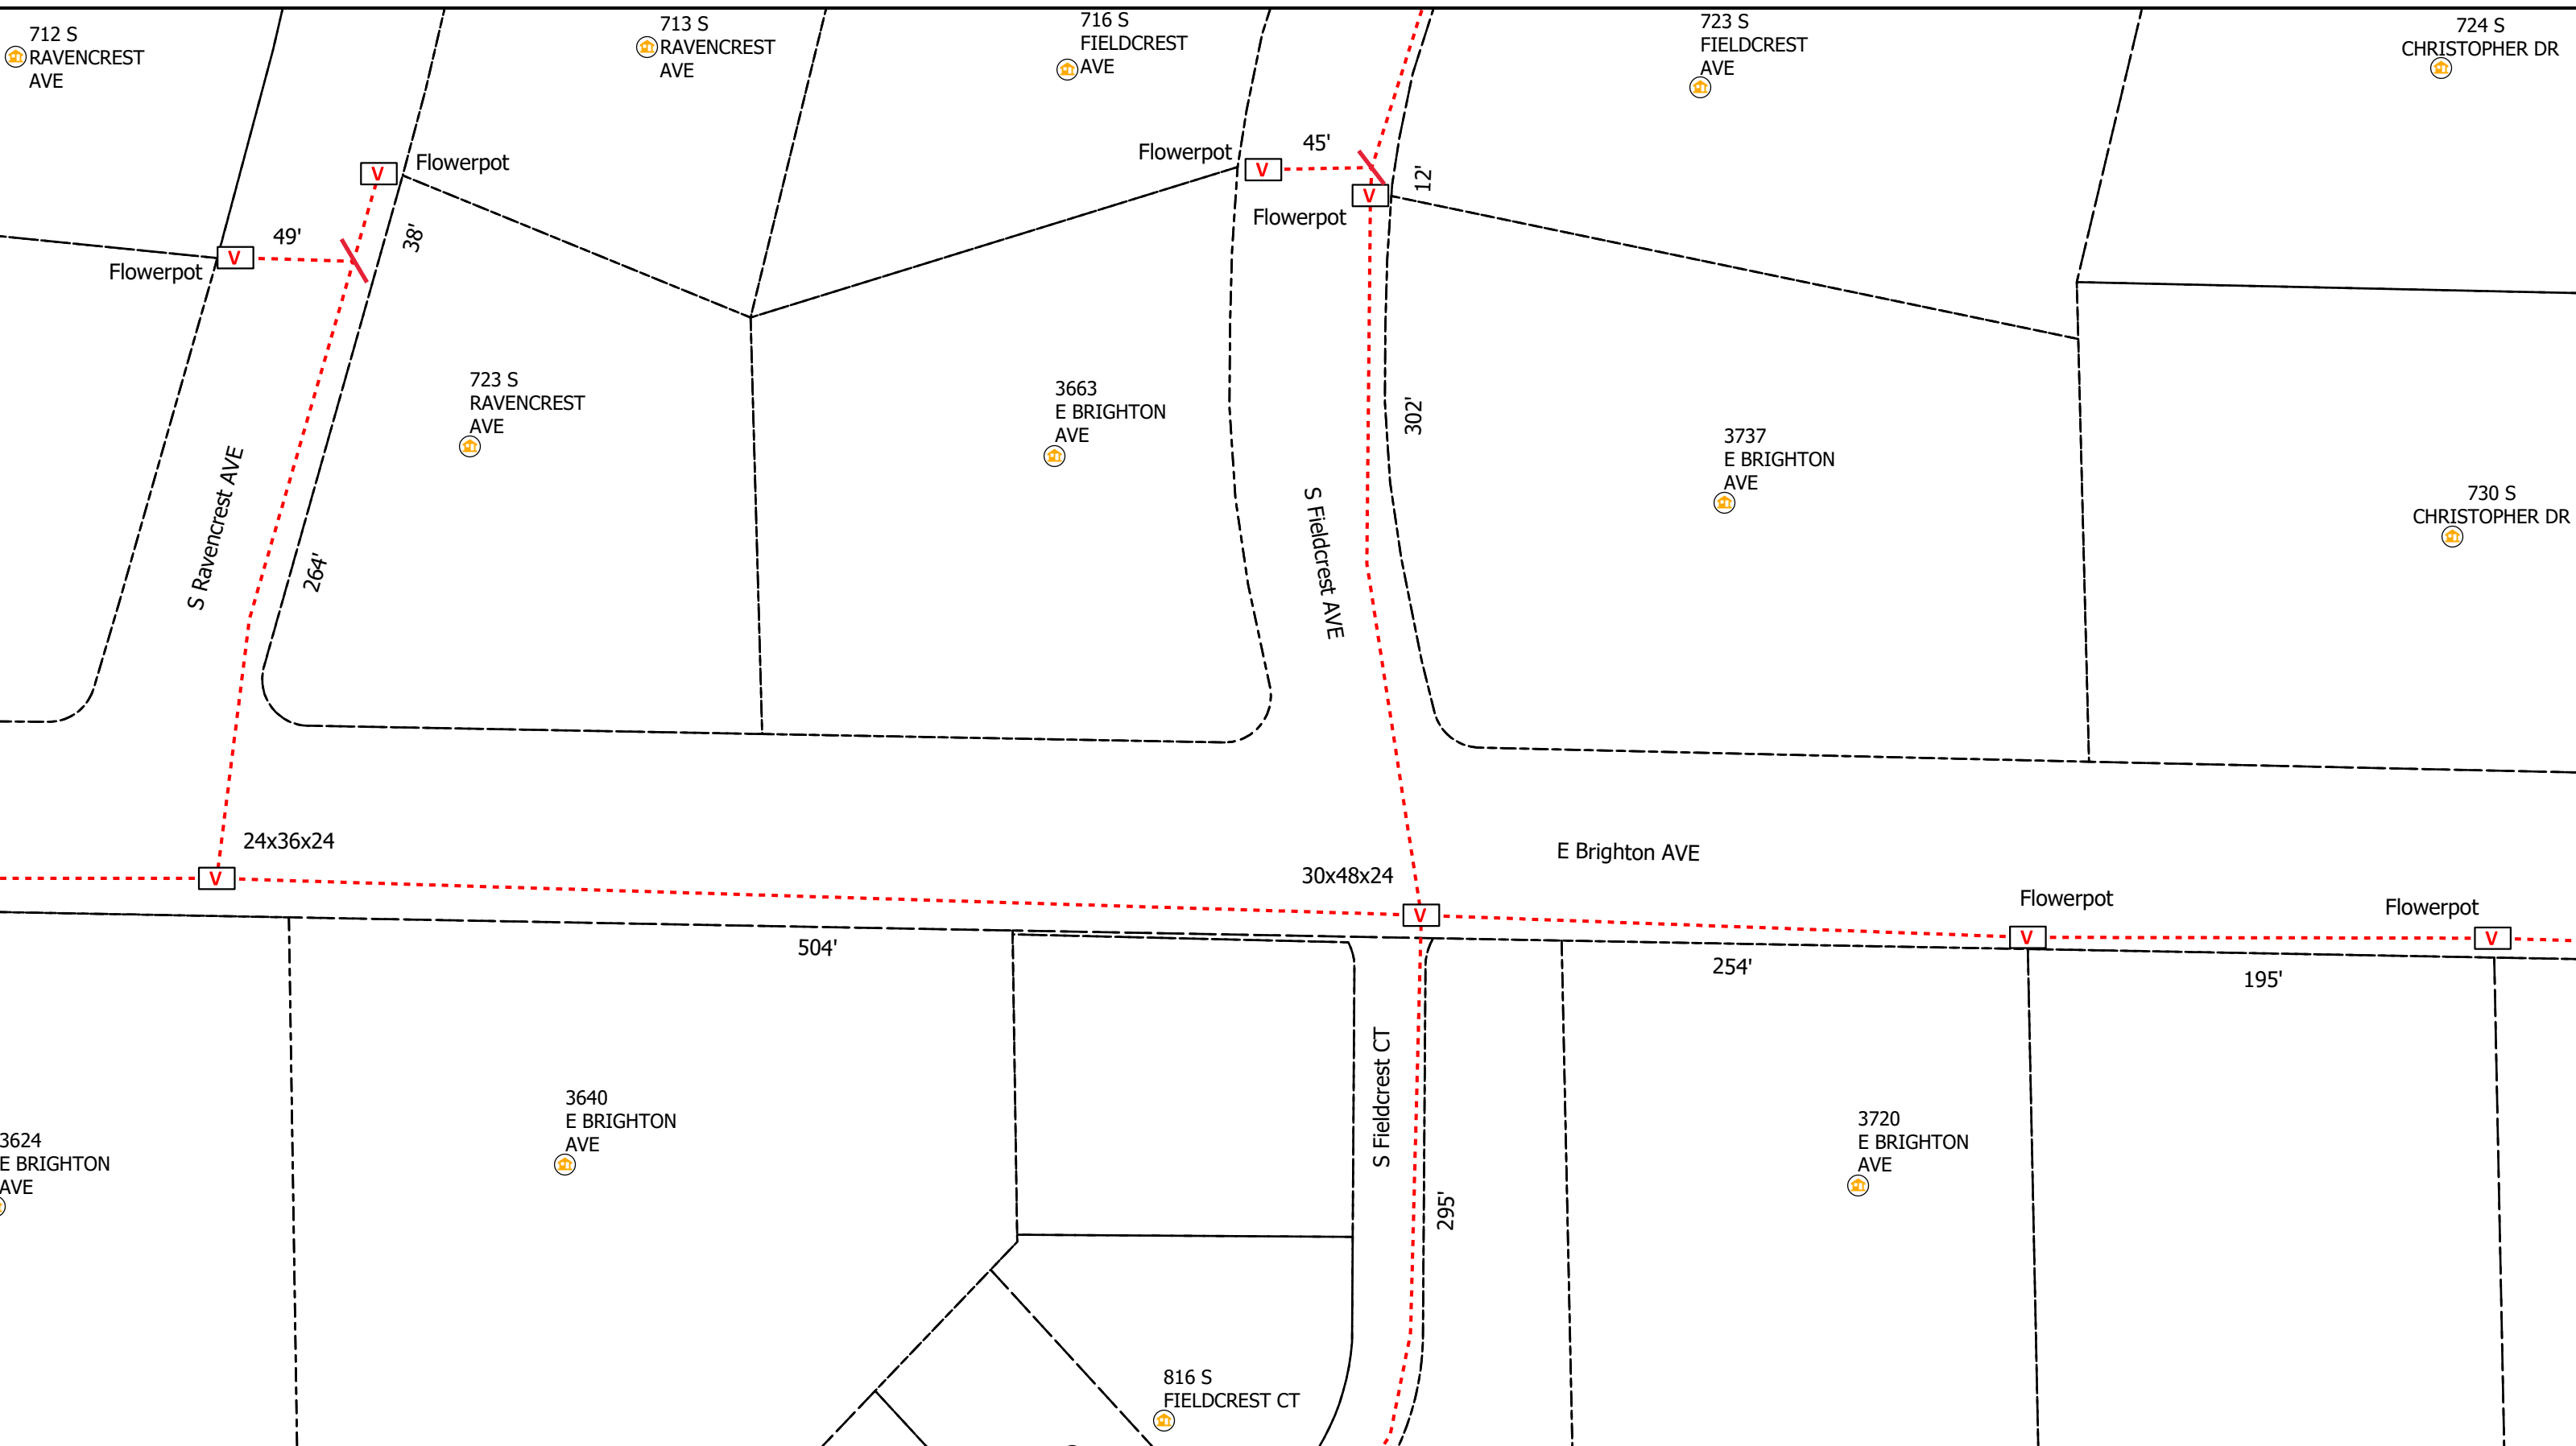 712 S
RAVENCREST
AVE
713 S
RAVENCREST
AVE
716 S
FIELDCREST
AVE
723 S
FIELDCREST
AVE
724 S
CHRISTOPHER DR
Flowerpot
V
Flowerpot
V
45'
12'
V
Flowerpot
49'
38'
V
Flowerpot
723 S
RAVENCREST
AVE
3663
E BRIGHTON
AVE
302'
3737
E BRIGHTON
AVE
730 S
CHRISTOPHER DR
S Ravencrest AVE
264'
S Fieldcrest AVE
24x36x24
V
30x48x24
V
E Brighton AVE
Flowerpot
V
Flowerpot
V
504'
254'
195'
S Fieldcrest CT
295'
3640
E BRIGHTON
AVE
3624
E BRIGHTON
AVE
3720
E BRIGHTON
AVE
816 S
FIELDCREST CT